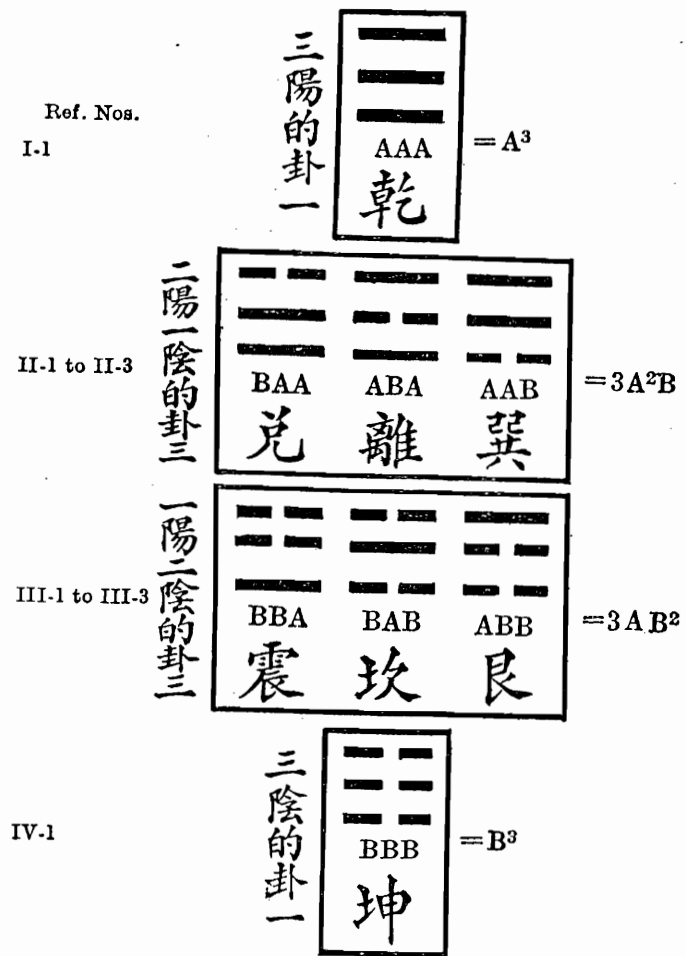 Ref. Nos.
I-1
三陽的卦一
AAA
乾
=A³
II-1 to II-3
二陽一陰的卦三
BAA ABA AAB
兑 離 巽
=3A²B
III-1 to III-3
一陽二陰的卦三
BBA BAB ABB
震 坎 艮
=3AB²
IV-1
三陰的卦一
BBB
坤
=B³